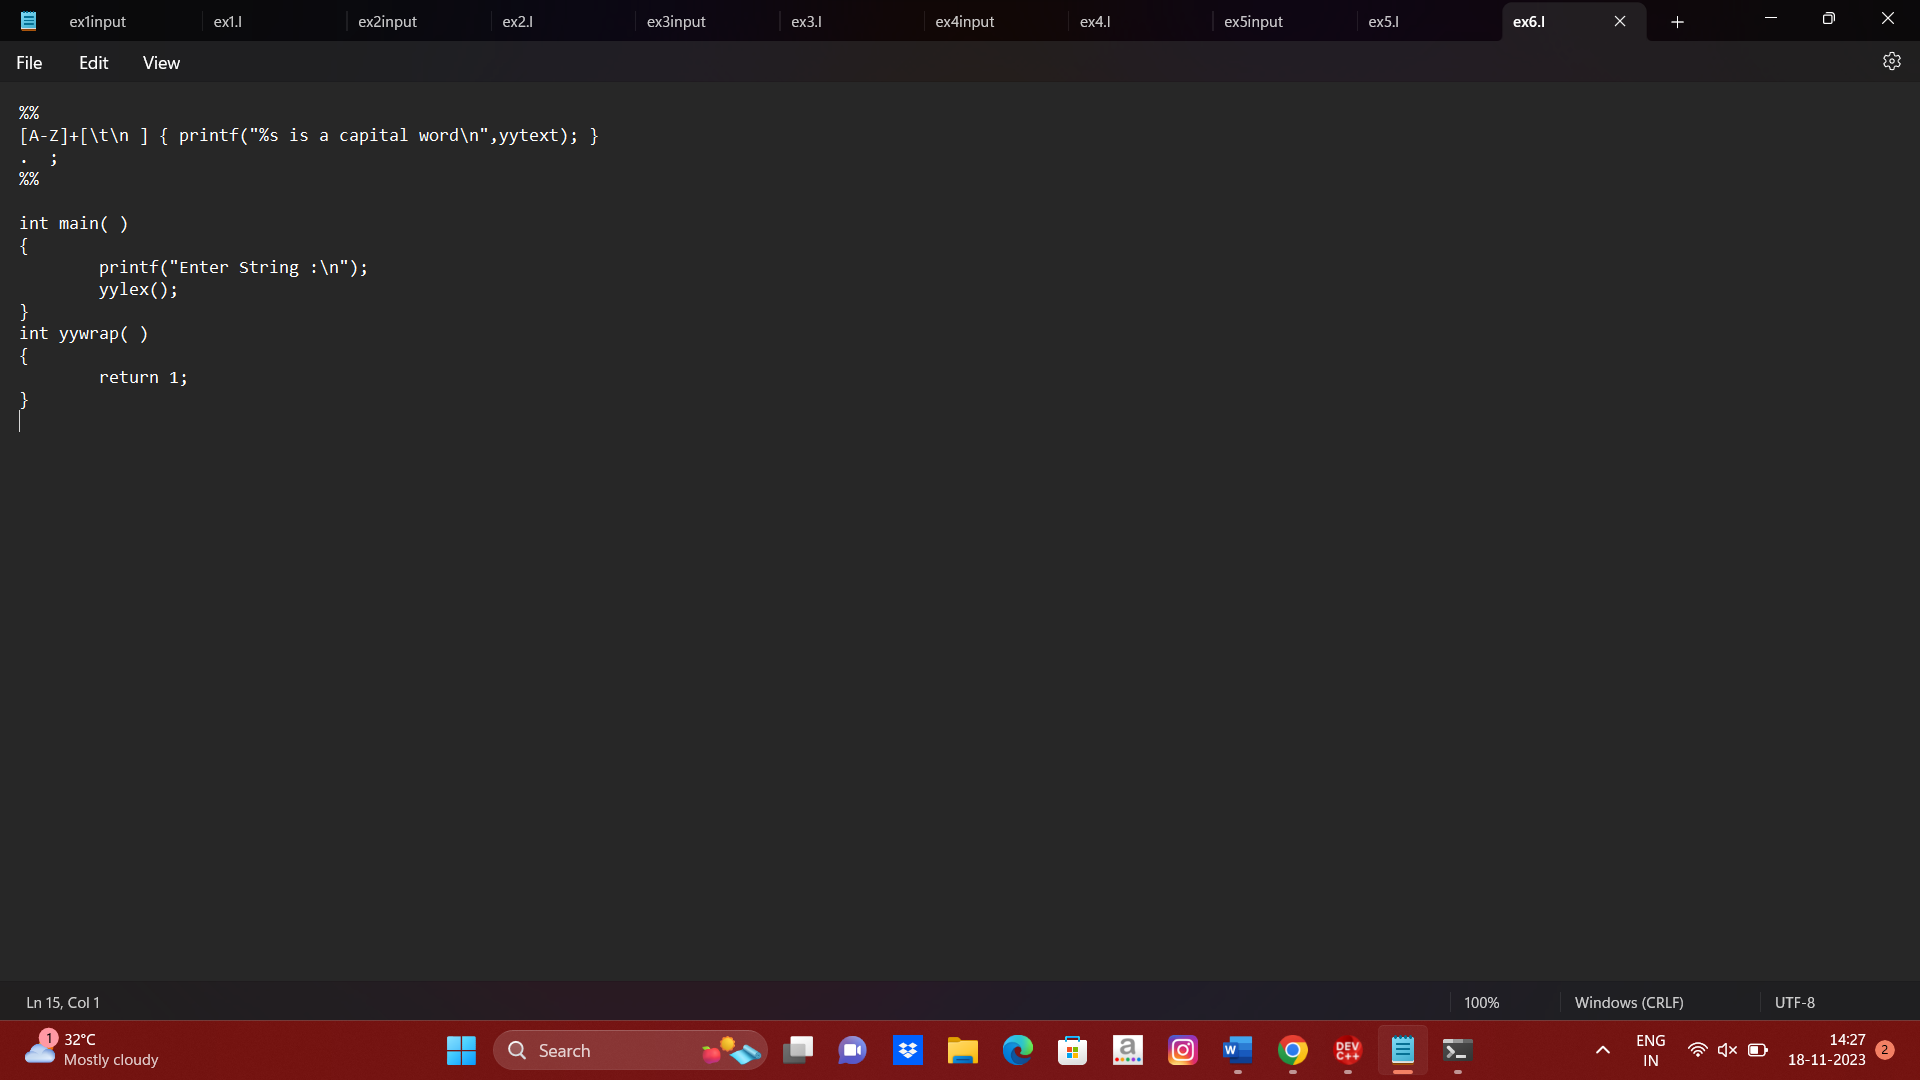 ex1input ex1.l ex2input ex2.l ex3input ex3.l ex4input ex4.l ex5input ex5.l ex6.l
File Edit View
%%
[A-Z]+[\t\n ] { printf("%s is a capital word\n",yytext); }
.  ;
%%
int main( )
{
        printf("Enter String :\n");
        yylex();
}
int yywrap( )
{
        return 1;
}
Ln 15, Col 1 100% Windows (CRLF) UTF-8
1 32°C
Mostly cloudy
Search
a
W
DEV
C++
ENG
IN
14:27
18-11-2023
2